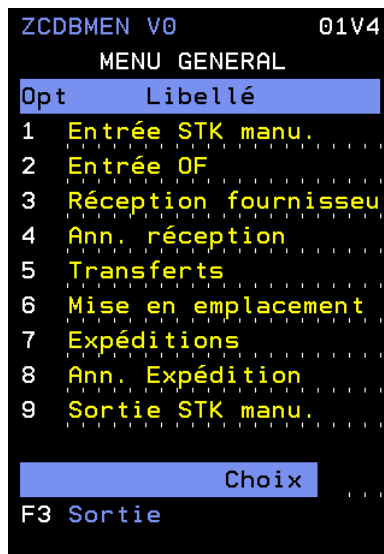 ZCDBMEN V0 01V4
MENU GENERAL
Opt Libellé
1 Entrée STK manu.
2 Entrée OF
3 Réception fournisseu
4 Ann. réception
5 Transferts
6 Mise en emplacement
7 Expéditions
8 Ann. Expédition
9 Sortie STK manu.
Choix
F3 Sortie